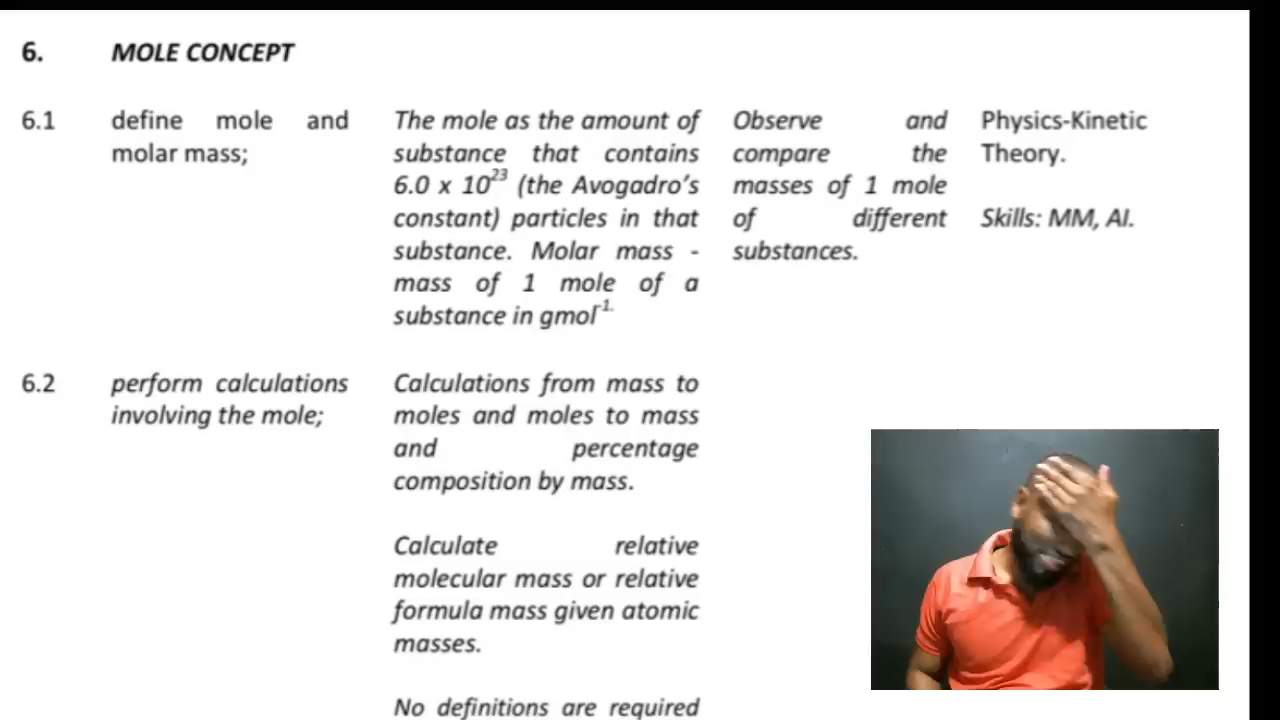 6. MOLE CONCEPT
6.1 define mole and
molar mass;
The mole as the amount of
substance that contains
6.0 x 10²³ (the Avogadro’s
constant) particles in that
substance. Molar mass -
mass of 1 mole of a
substance in gmol⁻¹.
Observe and
compare the
masses of 1 mole
of different
substances.
Physics-Kinetic
Theory.
Skills: MM, AI.
6.2 perform calculations
involving the mole;
Calculations from mass to
moles and moles to mass
and percentage
composition by mass.
Calculate relative
molecular mass or relative
formula mass given atomic
masses.
No definitions are required